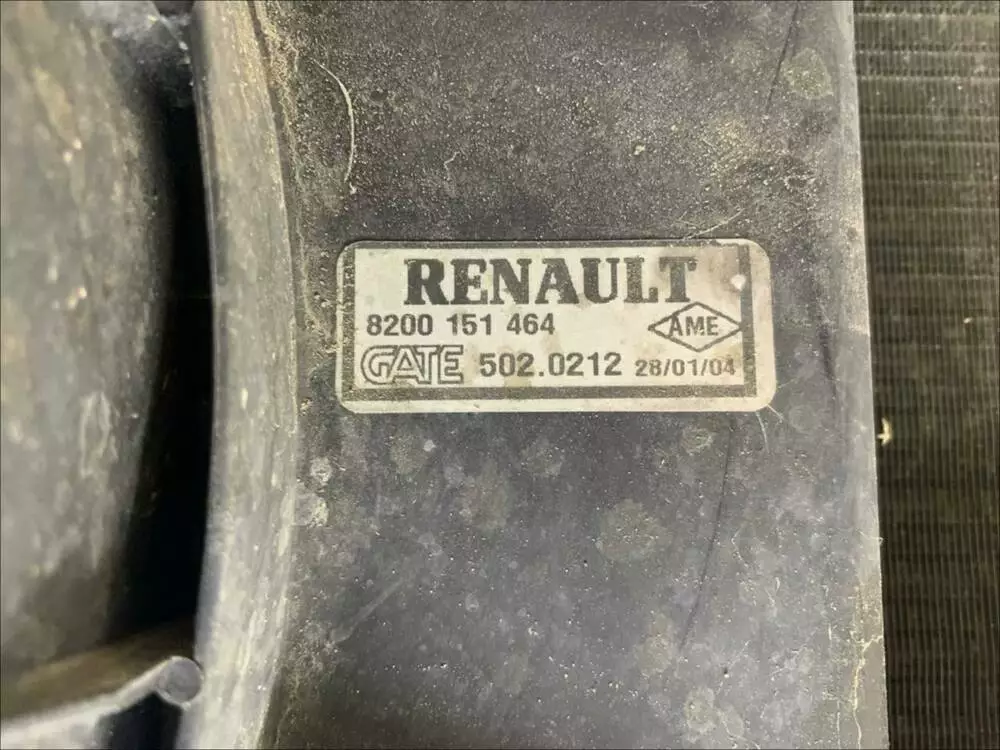 RENAULT
8200 151 464 AME
GATE 502.0212 28/01/04